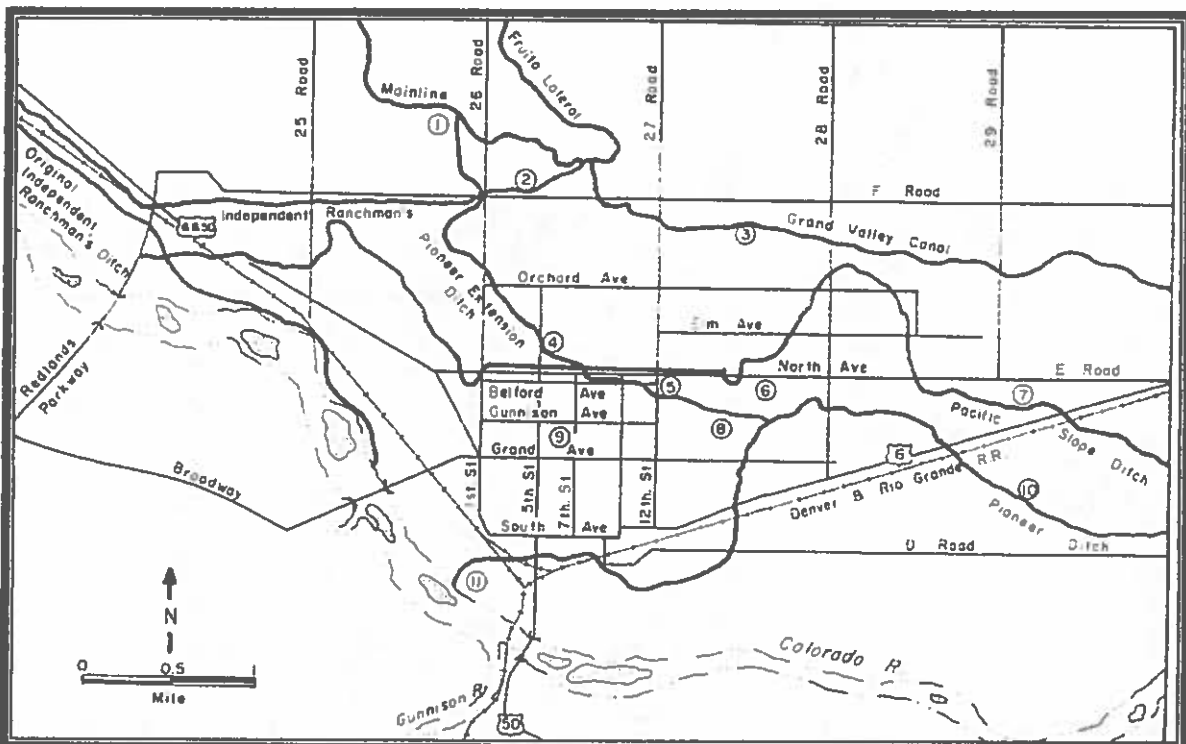 Mainline
Fruita Lateral
25 Road
26 Road
27 Road
28 Road
29 Road
1
2
F Road
Original
Independent
Ranchman's
Ditch
6 & 50
Independent Ranchman's
3
Grand Valley Canal
Pioneer Extension
Ditch
Orchard Ave
4
North Ave
E Road
Redlands
Parkway
Belford Ave
5
6
7
Gunnison Ave
8
Pacific Slope Ditch
9
Grand Ave
6
Broadway
1st St
5th St
7th. St
12th. St
Denver & Rio Grande R.R
10
Pioneer Ditch
South Ave
D Road
11
N
0 0.5 1
Mile
Colorado R
Gunnison R
50